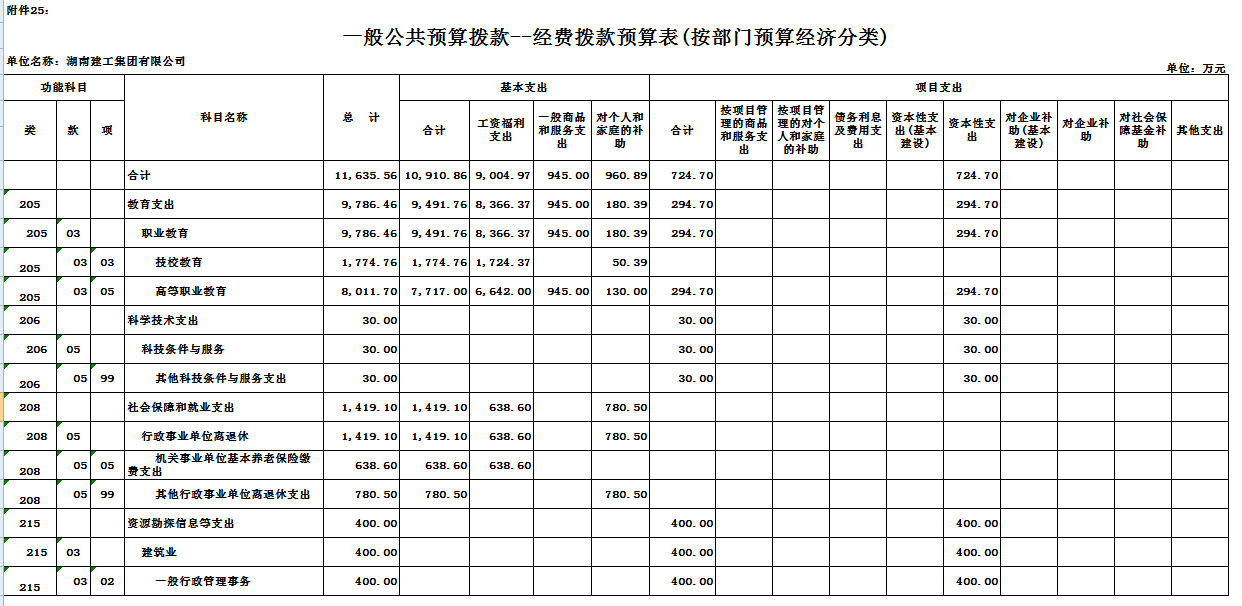 附件25：
一般公共预算拨款--经费拨款预算表(按部门预算经济分类)
单位名称：湖南建工集团有限公司
单位：万元
功能科目 科目名称 总 计 基本支出 项目支出
类 款 项 合计 工资福利支出 一般商品和服务支出 对个人和家庭的补助 合计 按项目管理的商品和服务支出 按项目管理的对个人和家庭的补助 债务利息及费用支出 资本性支出(基本建设) 资本性支出 对企业补助(基本建设) 对企业补助 对社会保障基金补助 其他支出
合计 11,635.56 10,910.86 9,004.97 945.00 960.89 724.70 724.70
205 教育支出 9,786.46 9,491.76 8,366.37 945.00 180.39 294.70 294.70
205 03 职业教育 9,786.46 9,491.76 8,366.37 945.00 180.39 294.70 294.70
205 03 03 技校教育 1,774.76 1,774.76 1,724.37 50.39
205 03 05 高等职业教育 8,011.70 7,717.00 6,642.00 945.00 130.00 294.70 294.70
206 科学技术支出 30.00 30.00 30.00
206 05 科技条件与服务 30.00 30.00 30.00
206 05 99 其他科技条件与服务支出 30.00 30.00 30.00
208 社会保障和就业支出 1,419.10 1,419.10 638.60 780.50
208 05 行政事业单位离退休 1,419.10 1,419.10 638.60 780.50
208 05 05 机关事业单位基本养老保险缴费支出 638.60 638.60 638.60
208 05 99 其他行政事业单位离退休支出 780.50 780.50 780.50
215 资源勘探信息等支出 400.00 400.00 400.00
215 03 建筑业 400.00 400.00 400.00
215 03 02 一般行政管理事务 400.00 400.00 400.00